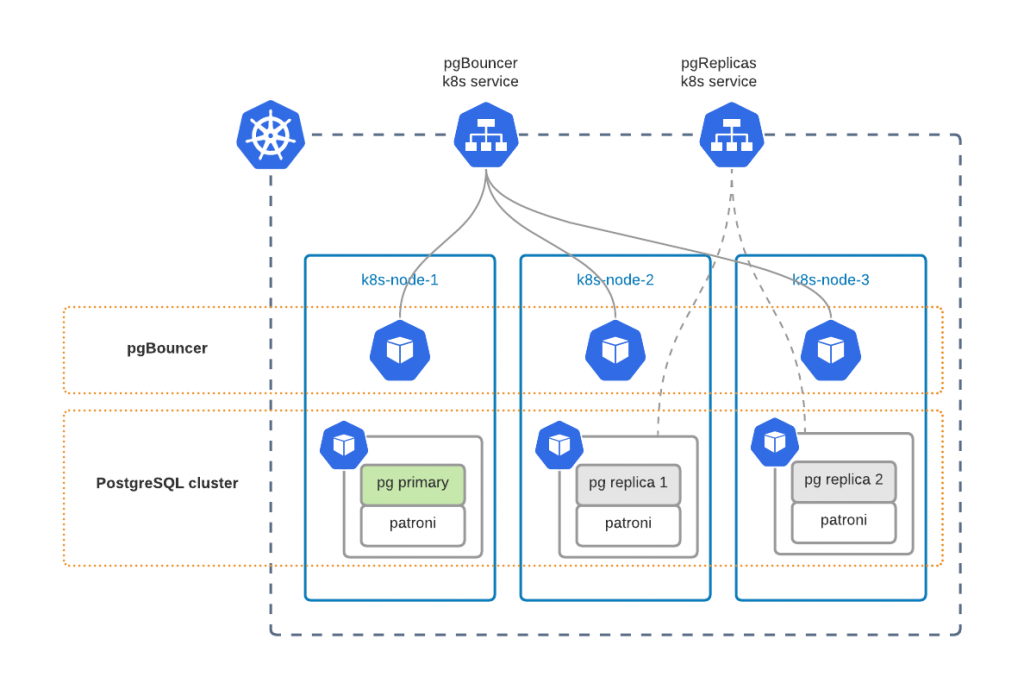 pgBouncer
k8s service
pgReplicas
k8s service
k8s-node-1
k8s-node-2
k8s-node-3
pgBouncer
PostgreSQL cluster
pg primary
patroni
pg replica 1
patroni
pg replica 2
patroni